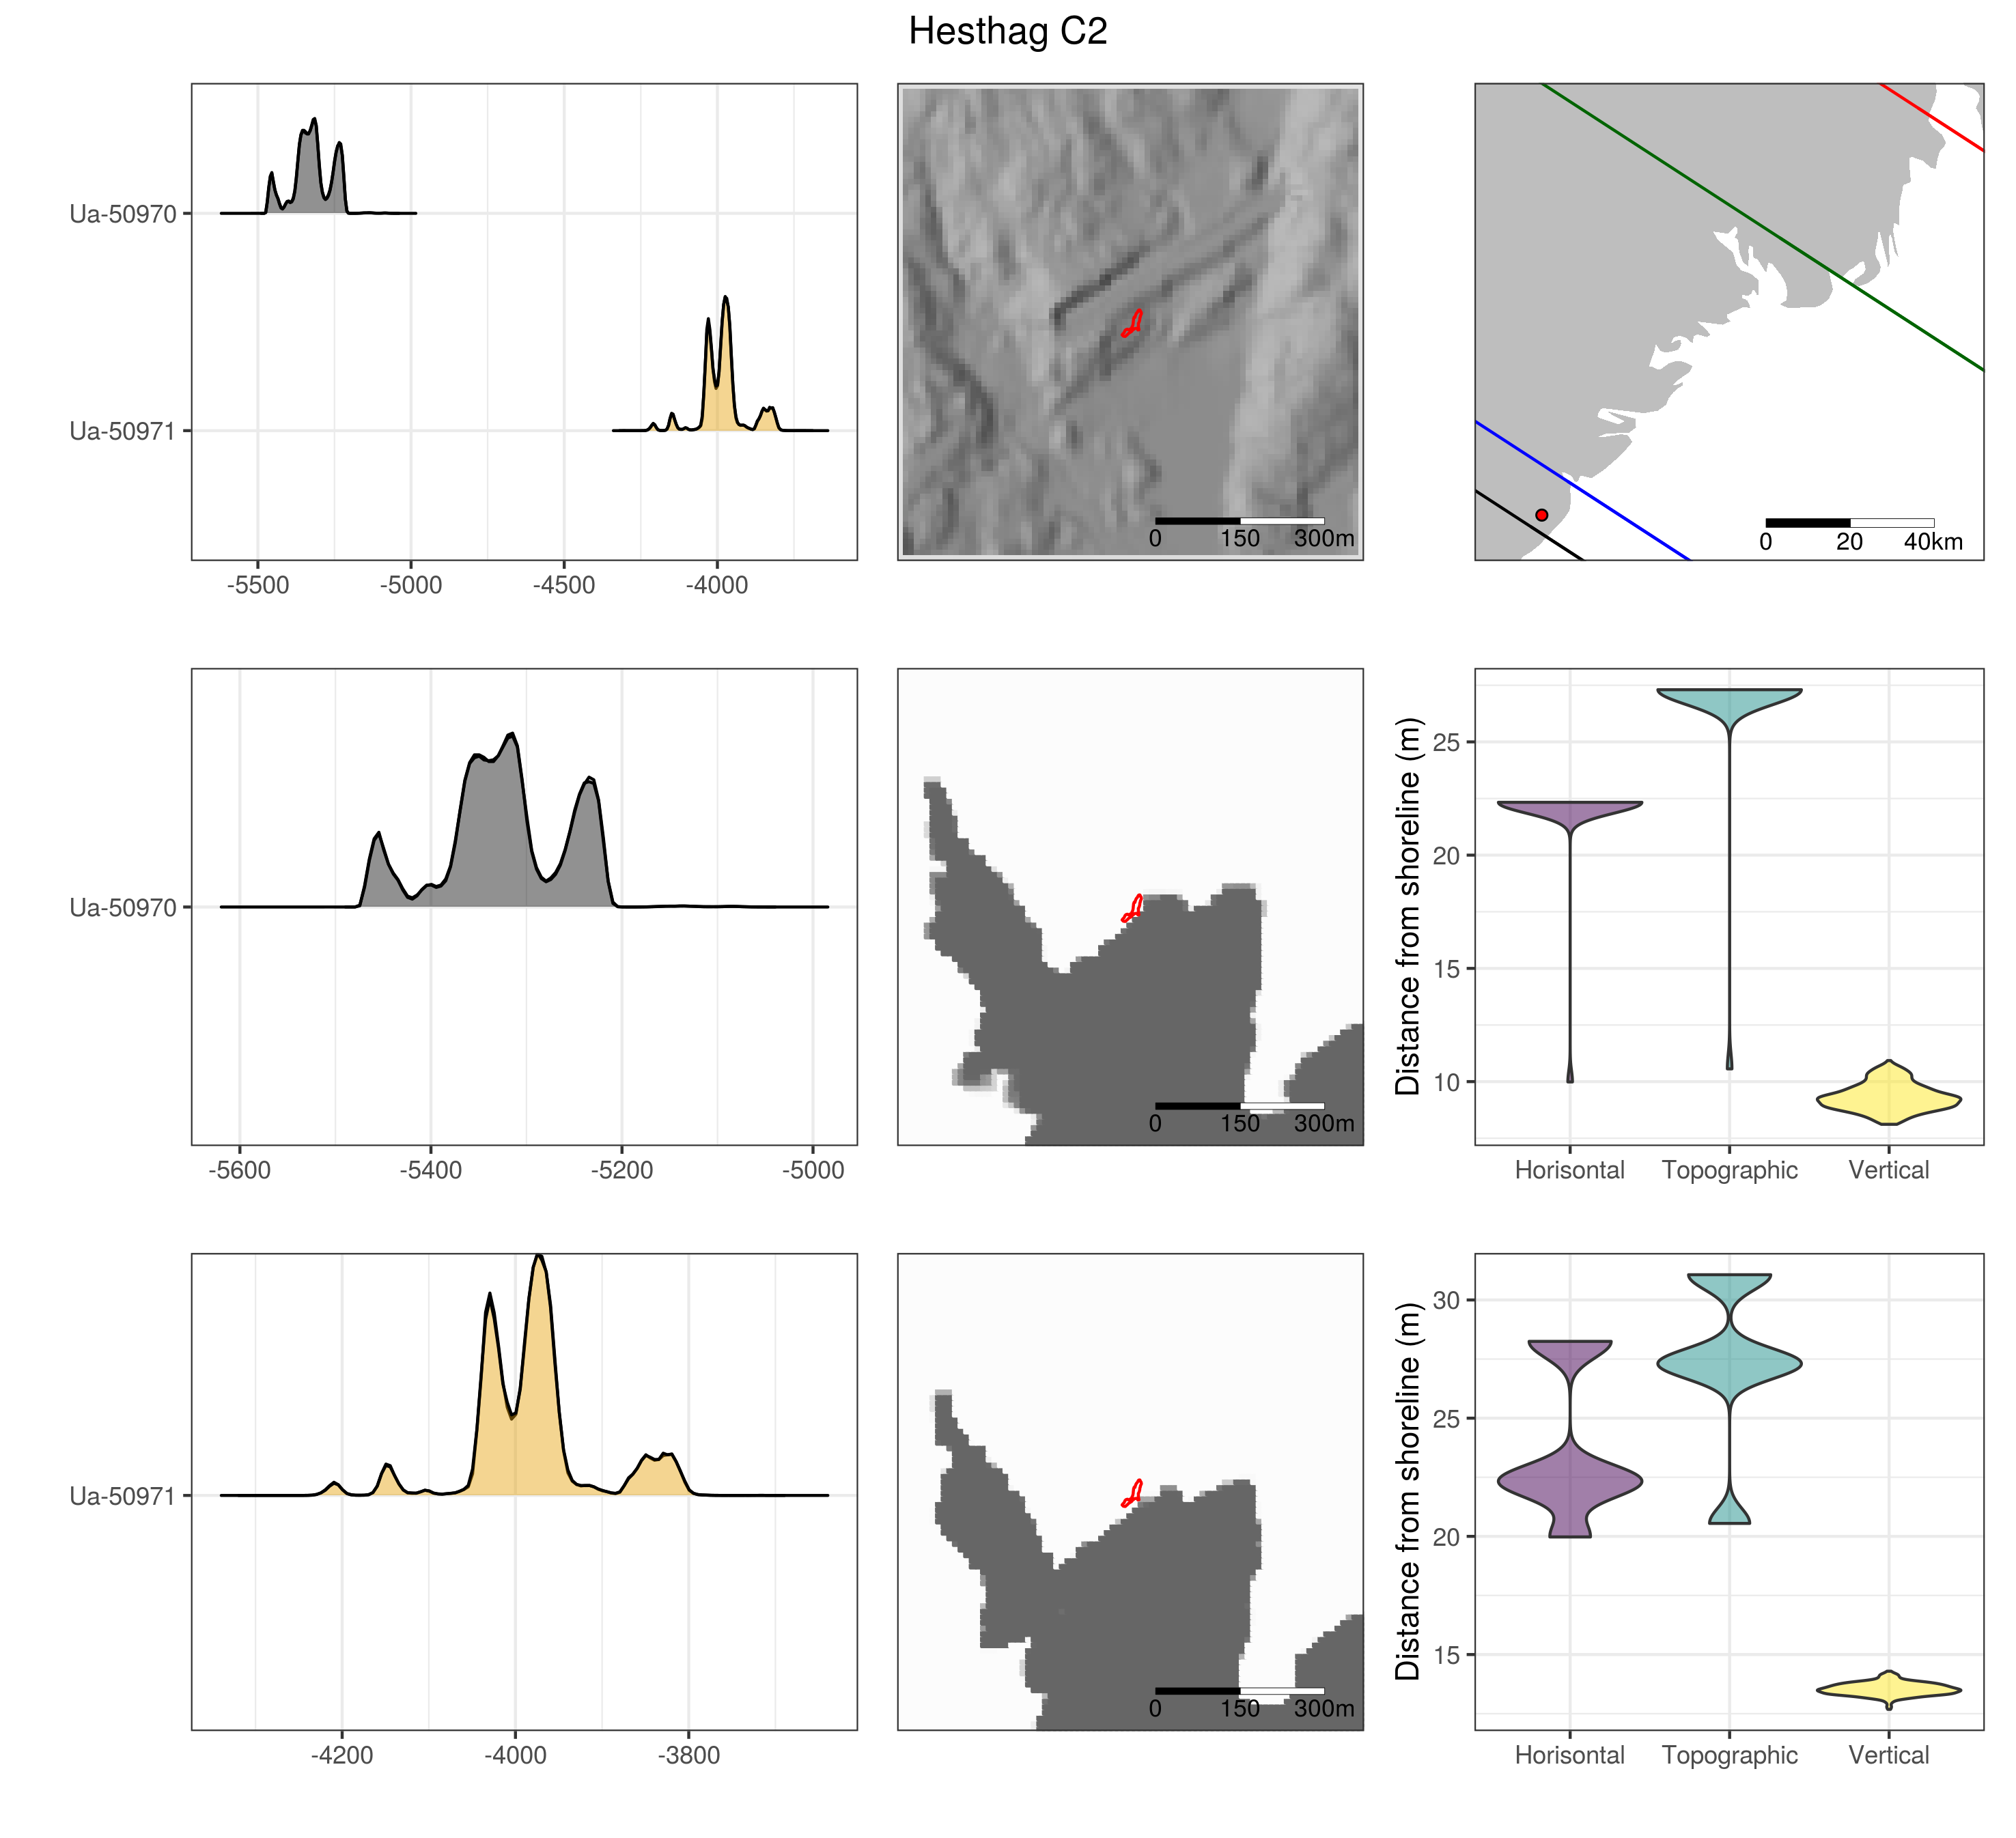 Hesthag C2
Ua-50970
Ua-50971
-5500 -5000 -4500 -4000
0 150 300m
0 20 40km
Ua-50970
-5600 -5400 -5200 -5000
0 150 300m
Distance from shoreline (m)
25
20
15
10
Horisontal Topographic Vertical
Ua-50971
-4200 -4000 -3800
0 150 300m
Distance from shoreline (m)
30
25
20
15
Horisontal Topographic Vertical